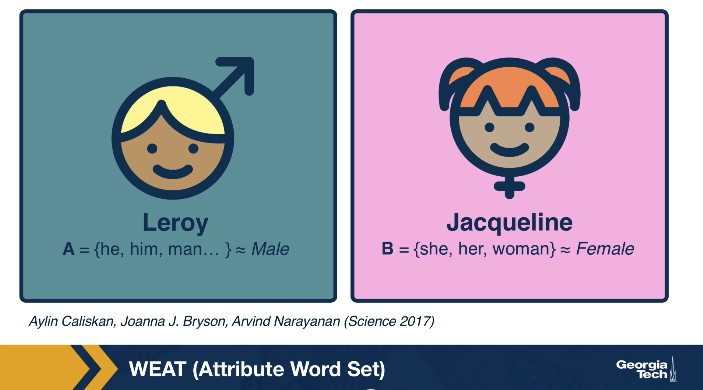 Leroy
A = {he, him, man… } ≈ Male
Jacqueline
B = {she, her, woman} ≈ Female
Aylin Caliskan, Joanna J. Bryson, Arvind Narayanan (Science 2017)
WEAT (Attribute Word Set)
Georgia
Tech